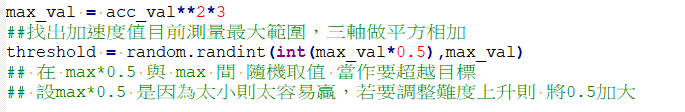 max_val = acc_val**2*3
##找出加速度值目前測量最大範圍，三軸做平方相加
threshold = random.randint(int(max_val*0.5),max_val)
## 在 max*0.5 與 max 間 隨機取值 當作要超越目標
## 設max*0.5 是因為太小則太容易贏，若要調整難度上升則 將0.5加大